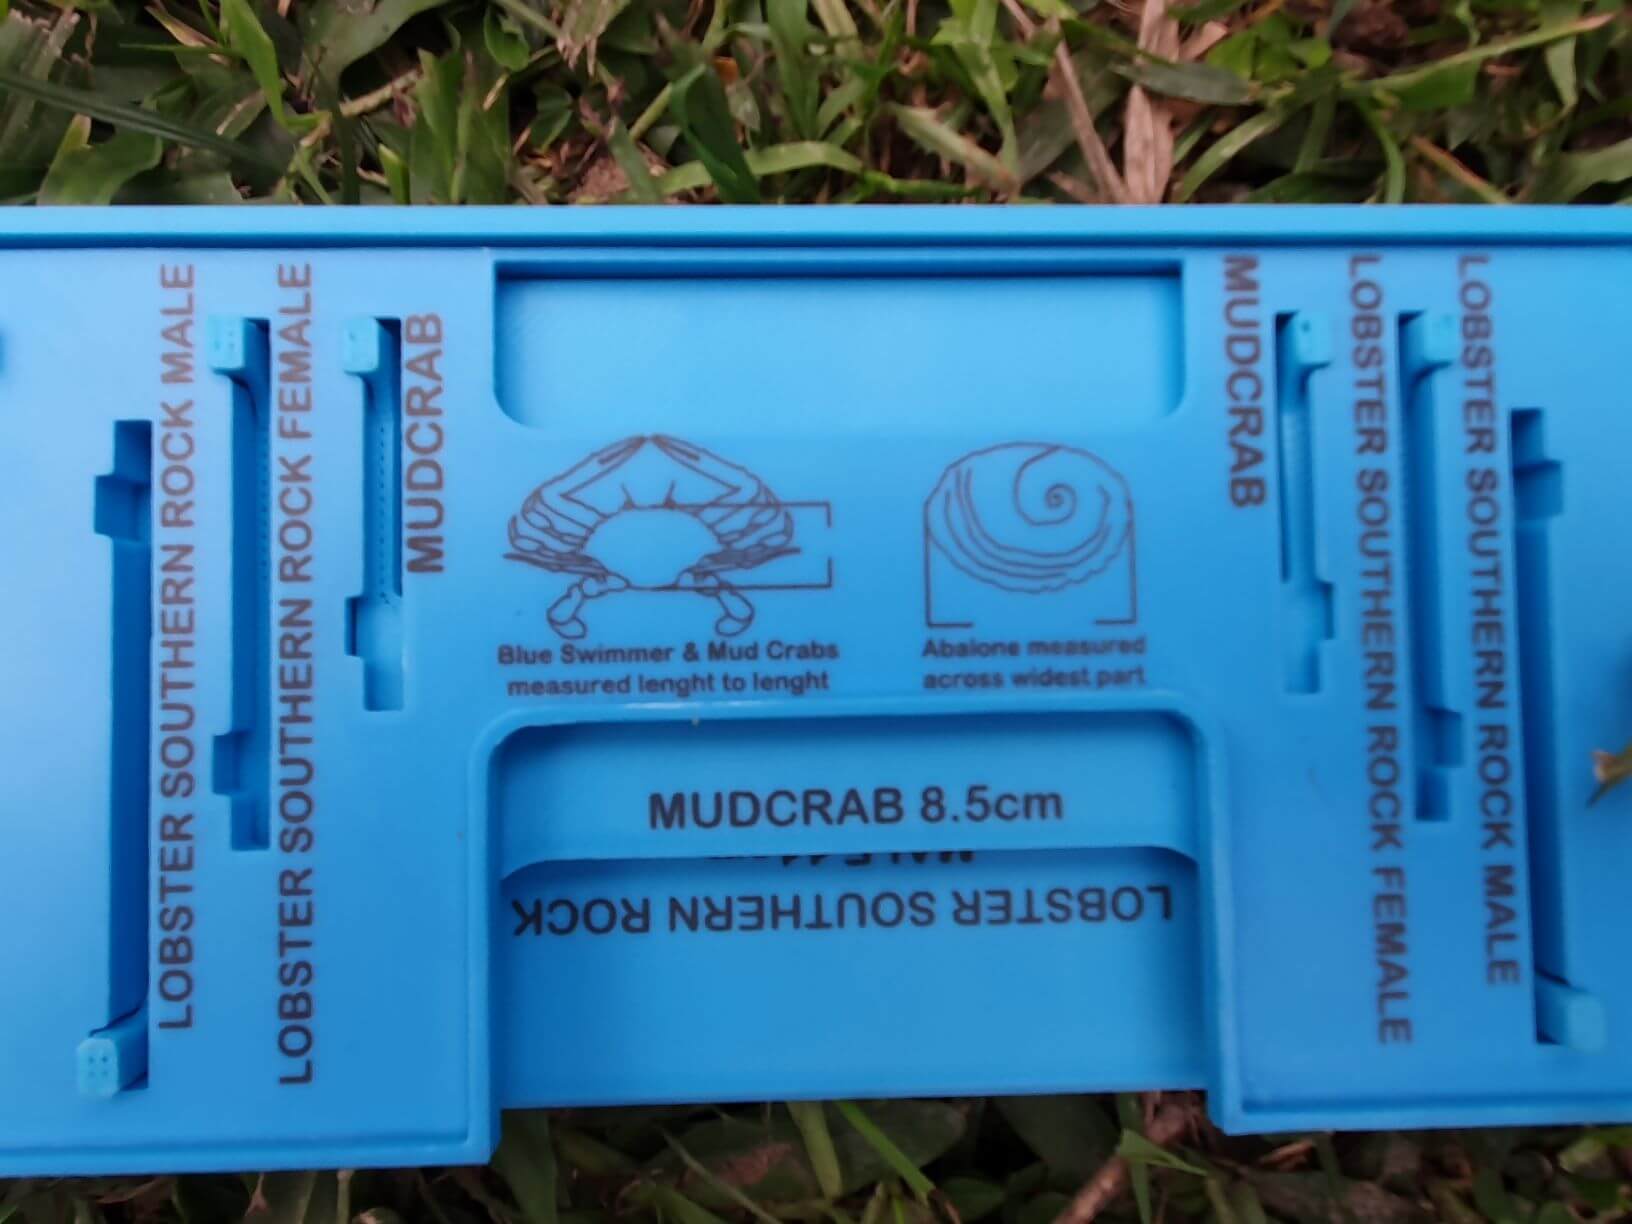 LOBSTER SOUTHERN ROCK MALE
LOBSTER SOUTHERN ROCK FEMALE
MUDCRAB
Blue Swimmer & Mud Crabs
measured lenght to lenght
Abalone measured
across widest part
MUDCRAB 8.5cm
LOBSTER SOUTHERN ROCK
MUDCRAB
LOBSTER SOUTHERN ROCK FEMALE
LOBSTER SOUTHERN ROCK MALE